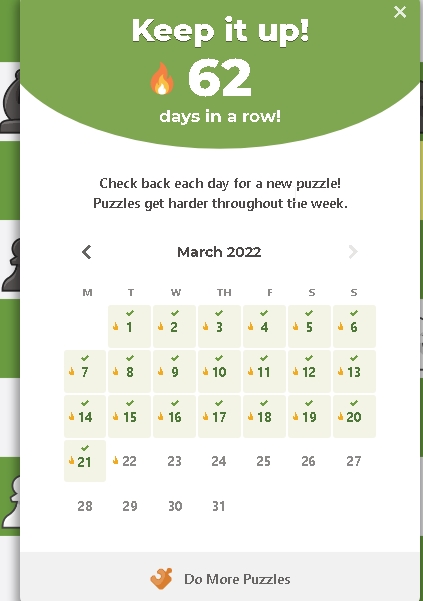 Keep it up!
62
days in a row!
Check back each day for a new puzzle!
Puzzles get harder throughout the week.
March 2022
M T W TH F S S
1 2 3 4 5 6
7 8 9 10 11 12 13
14 15 16 17 18 19 20
21 22 23 24 25 26 27
28 29 30 31
Do More Puzzles